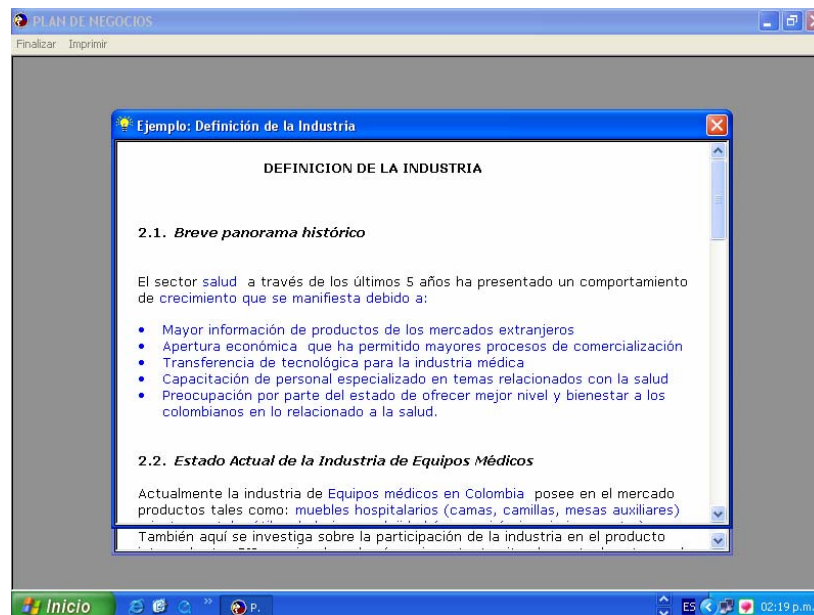 PLAN DE NEGOCIOS
Finalizar Imprimir
Ejemplo: Definición de la Industria
DEFINICION DE LA INDUSTRIA
2.1. Breve panorama histórico
El sector salud a través de los últimos 5 años ha presentado un comportamiento
de crecimiento que se manifiesta debido a:
• Mayor información de productos de los mercados extranjeros
• Apertura económica que ha permitido mayores procesos de comercialización
• Transferencia de tecnológica para la industria médica
• Capacitación de personal especializado en temas relacionados con la salud
• Preocupación por parte del estado de ofrecer mejor nivel y bienestar a los
colombianos en lo relacionado a la salud.
2.2. Estado Actual de la Industria de Equipos Médicos
Actualmente la industria de Equipos médicos en Colombia posee en el mercado
productos tales como: muebles hospitalarios (camas, camillas, mesas auxiliares)
También aquí se investiga sobre la participación de la industria en el producto
Inicio P. ES 02:19 p.m.